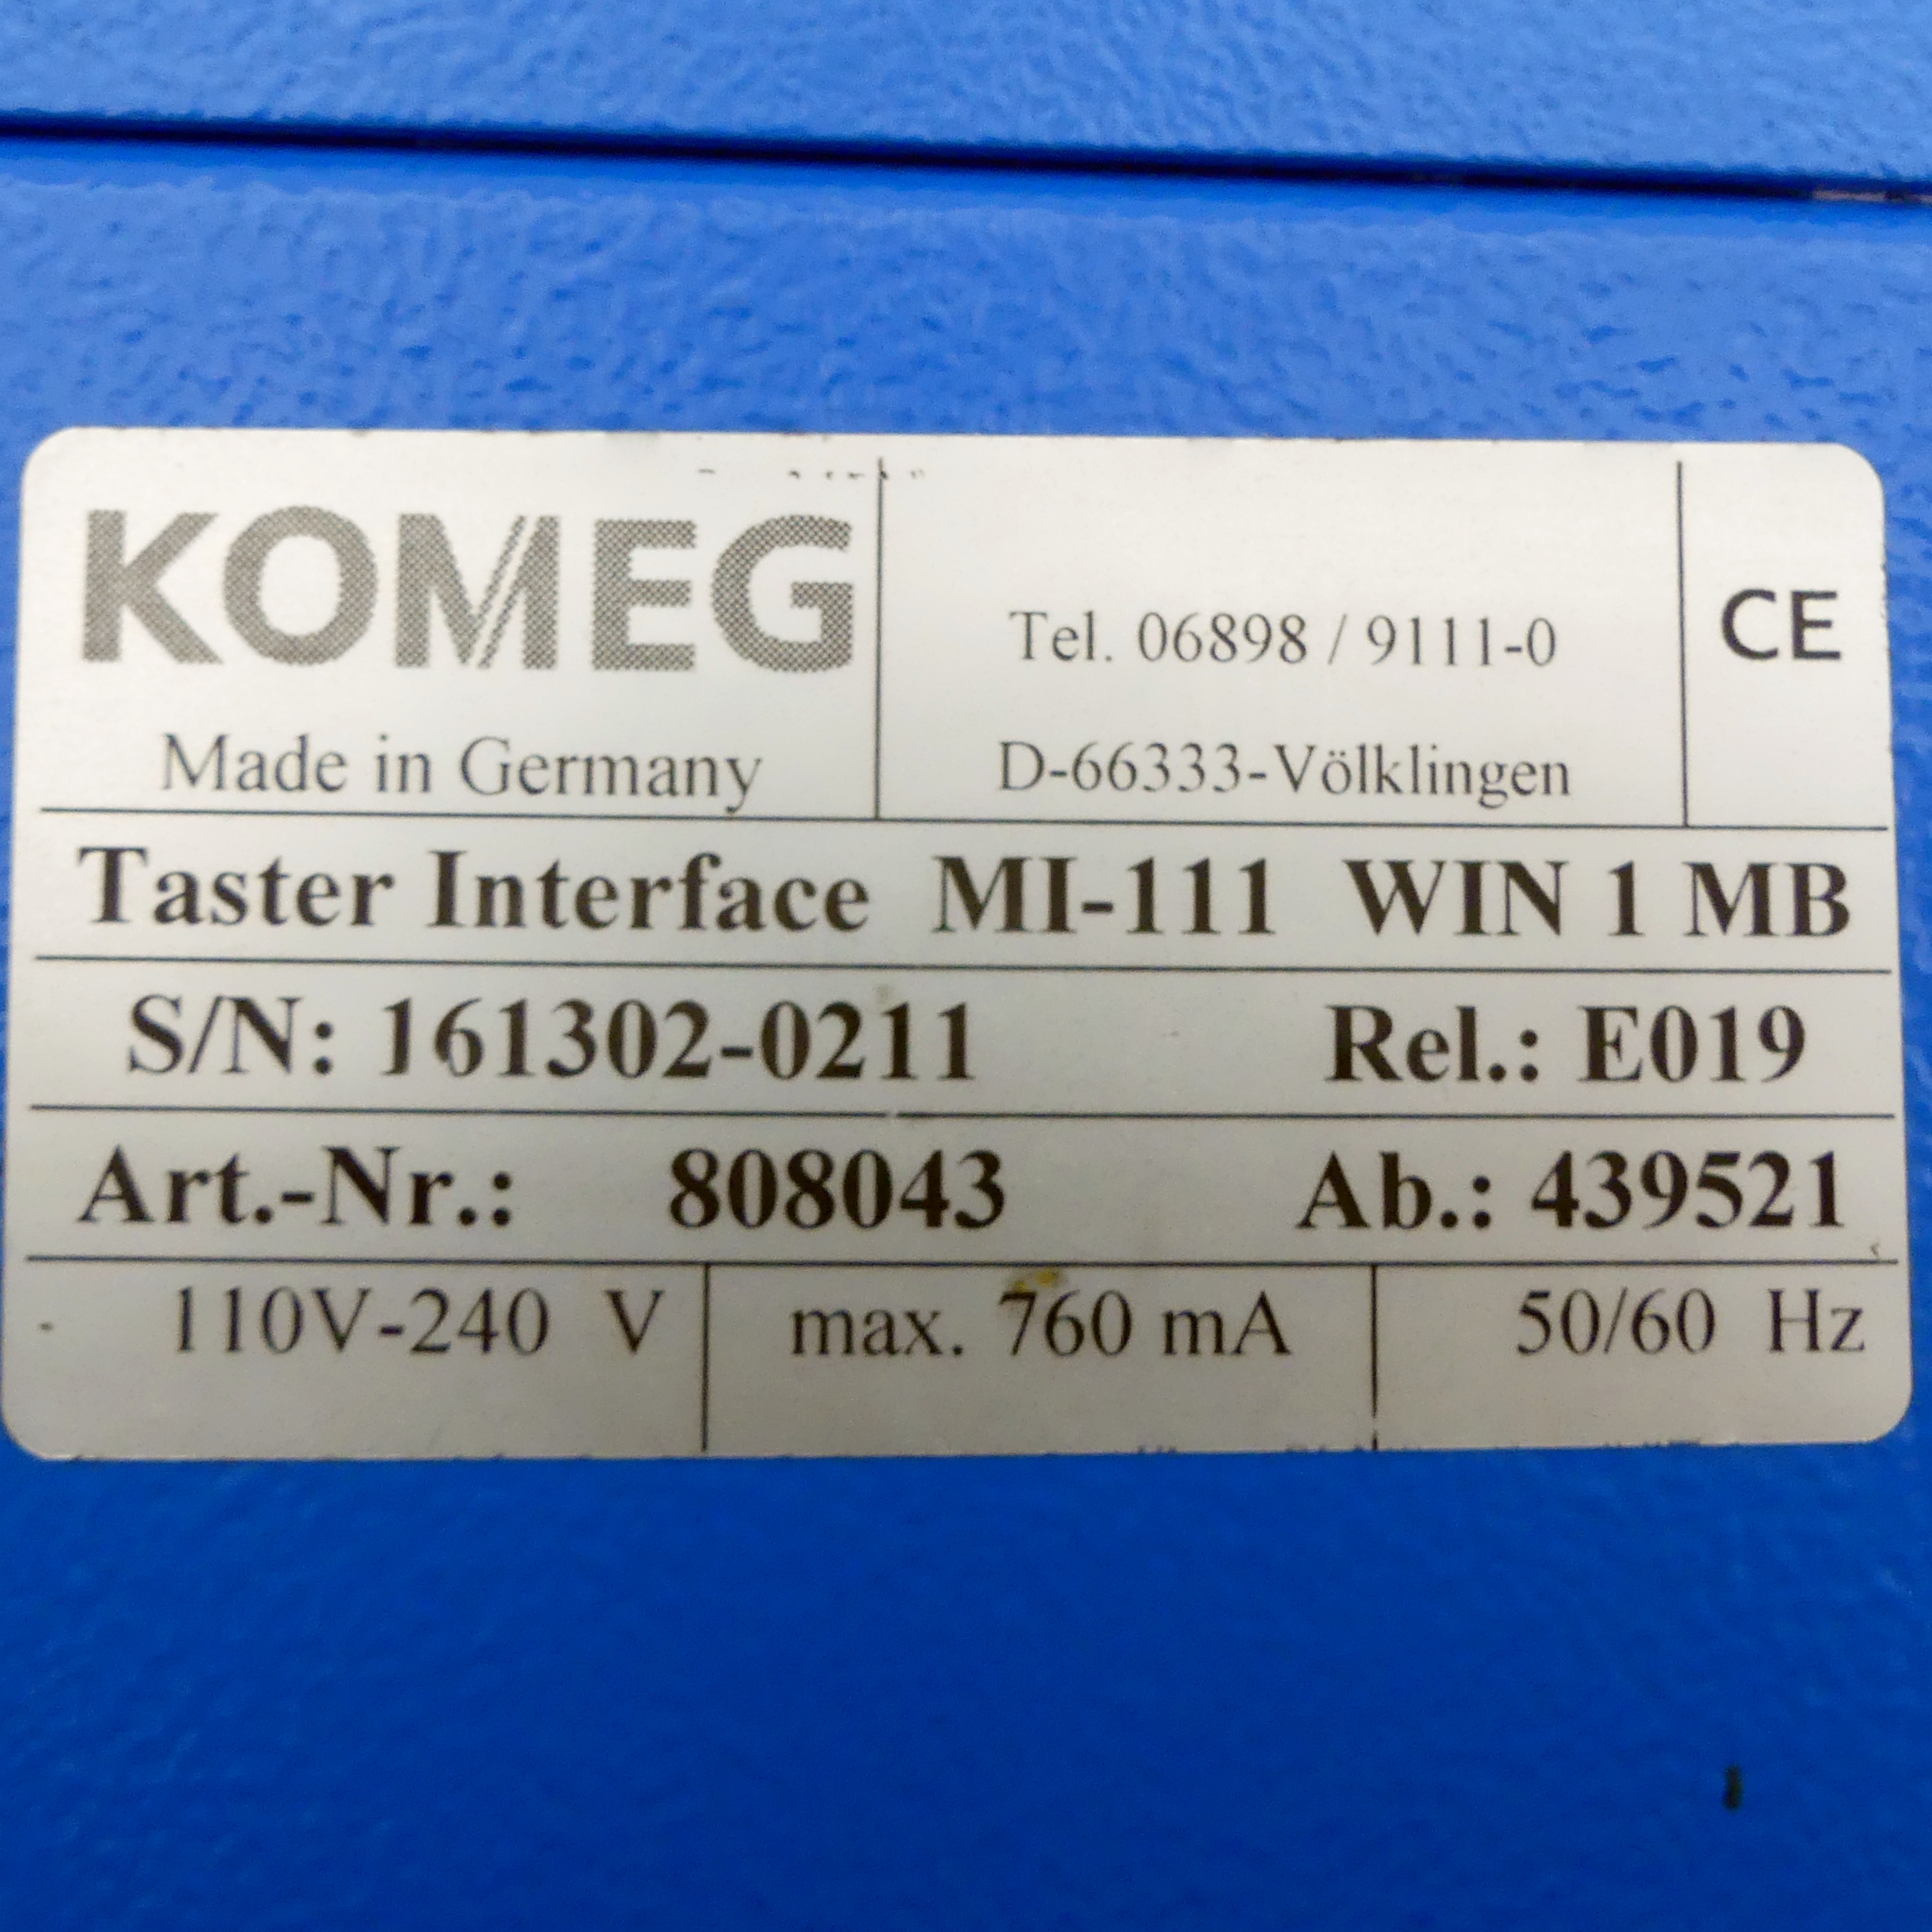 KOMEG
Made in Germany
Tel. 06898 / 9111-0
D-66333-Völklingen
CE
Taster Interface MI-111 WIN 1 MB
S/N: 161302-0211 Rel.: E019
Art.-Nr.: 808043 Ab.: 439521
110V-240 V max. 760 mA 50/60 Hz